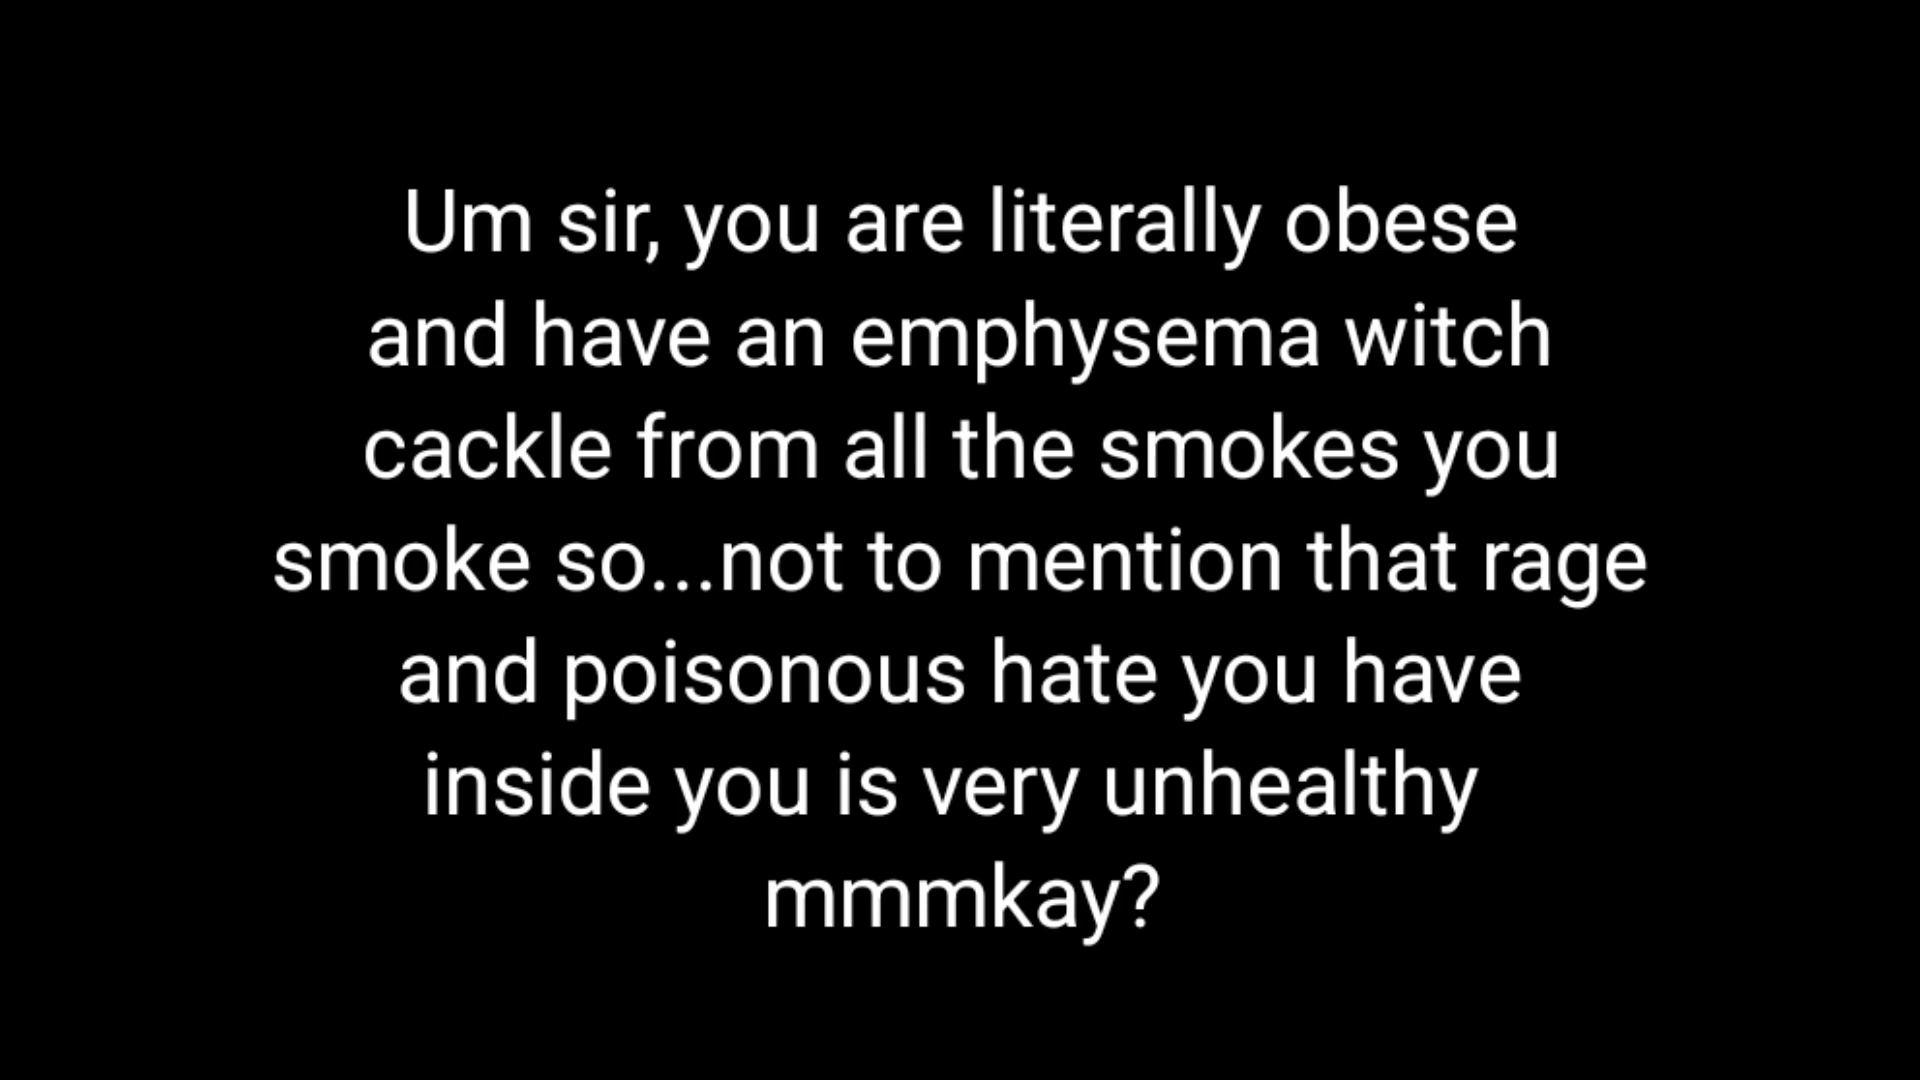 Um sir, you are literally obese
and have an emphysema witch
cackle from all the smokes you
smoke so...not to mention that rage
and poisonous hate you have
inside you is very unhealthy
mmmkay?